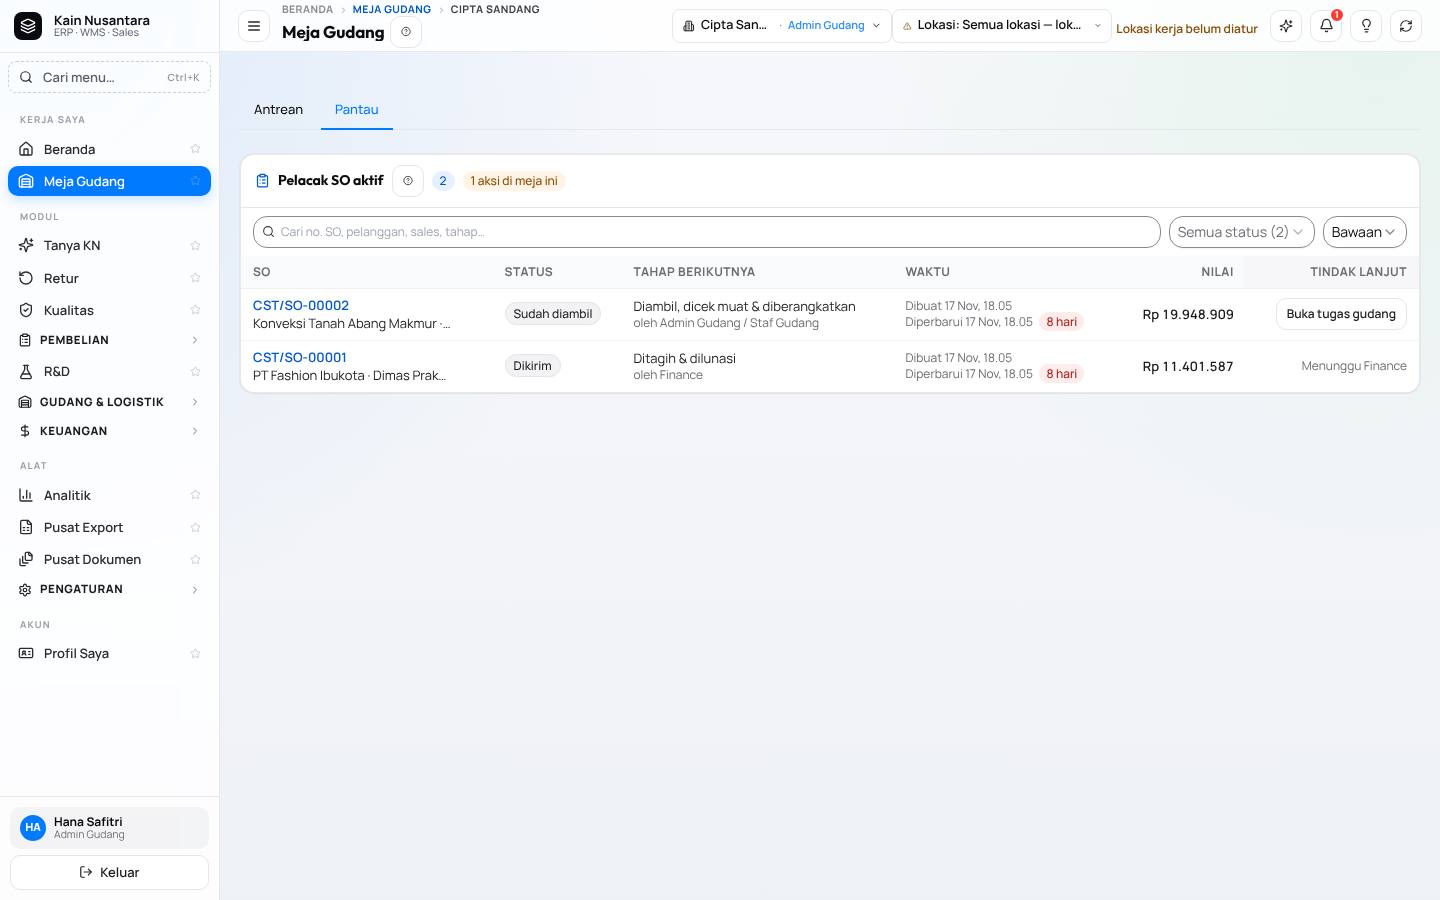 Kain Nusantara
ERP · WMS · Sales
Cari menu... Ctrl+K
KERJA SAYA
Beranda
Meja Gudang
MODUL
Tanya KN
Retur
Kualitas
PEMBELIAN
R&D
GUDANG & LOGISTIK
KEUANGAN
ALAT
Analitik
Pusat Export
Pusat Dokumen
PENGATURAN
AKUN
Profil Saya
HA
Hana Safitri
Admin Gudang
Keluar
BERANDA > MEJA GUDANG > CIPTA SANDANG
Meja Gudang
Cipta San... · Admin Gudang
Lokasi: Semua lokasi — lok...
Lokasi kerja belum diatur
1
Antrean
Pantau
Pelacak SO aktif 2 1 aksi di meja ini
Cari no. SO, pelanggan, sales, tahap...
Semua status (2)
Bawaan
SO STATUS TAHAP BERIKUTNYA WAKTU NILAI TINDAK LANJUT
CST/SO-00002
Konveksi Tanah Abang Makmur ·...
Sudah diambil
Diambil, dicek muat & diberangkatkan
oleh Admin Gudang / Staf Gudang
Dibuat 17 Nov, 18.05
Diperbarui 17 Nov, 18.05 8 hari
Rp 19.948.909
Buka tugas gudang
CST/SO-00001
PT Fashion Ibukota · Dimas Prak...
Dikirim
Ditagih & dilunasi
oleh Finance
Dibuat 17 Nov, 18.05
Diperbarui 17 Nov, 18.05 8 hari
Rp 11.401.587
Menunggu Finance